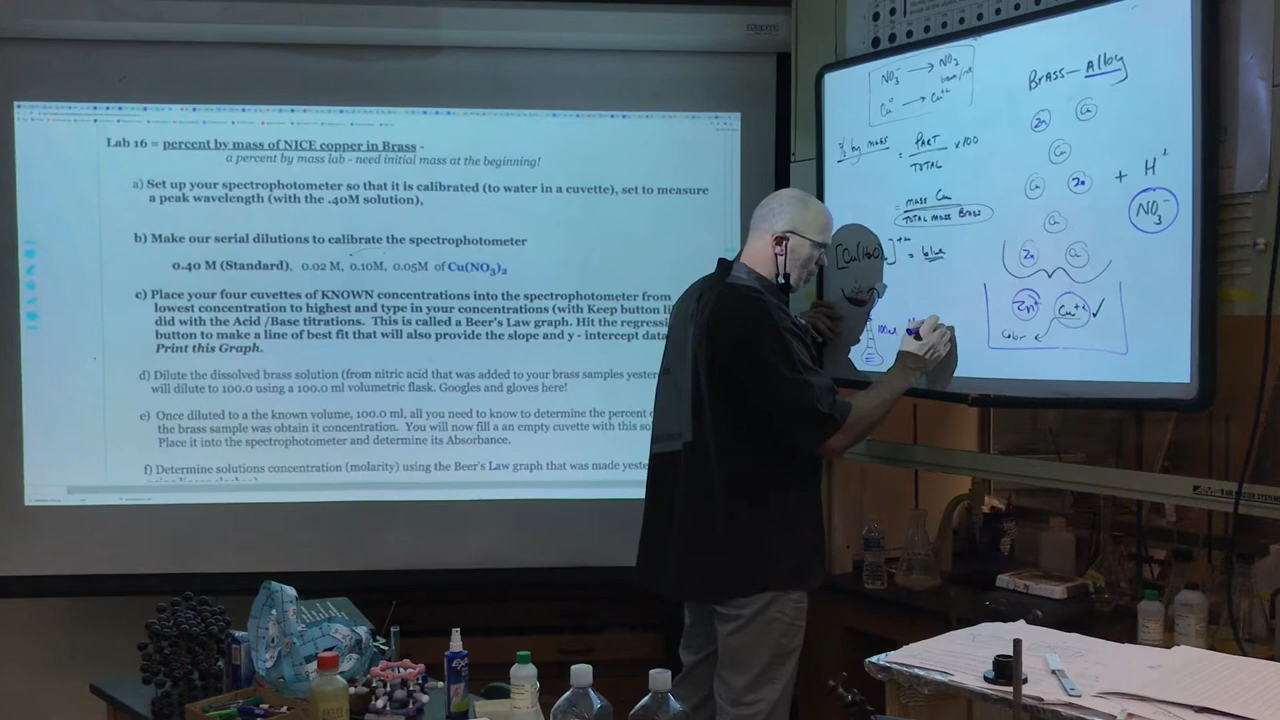 Lab 16 = percent by mass of NICE copper in Brass -
a percent by mass lab - need initial mass at the beginning!
a) Set up your spectrophotometer so that it is calibrated (to water in a cuvette), set to measure
a peak wavelength (with the .40M solution),
b) Make our serial dilutions to calibrate the spectrophotometer
0.40 M (Standard), 0.02 M, 0.10M, 0.05M of Cu(NO₃)₂
c) Place your four cuvettes of KNOWN concentrations into the spectrophotometer from
lowest concentration to highest and type in your concentrations (with Keep button li
did with the Acid /Base titrations. This is called a Beer's Law graph. Hit the regressi
button to make a line of best fit that will also provide the slope and y - intercept data
Print this Graph.
d) Dilute the dissolved brass solution (from nitric acid that was added to your brass samples yester
will dilute to 100.0 using a 100.0 ml volumetric flask. Googles and gloves here!
e) Once diluted to a the known volume, 100.0 ml, all you need to know to determine the percent
the brass sample was obtain it concentration. You will now fill a an empty cuvette with this so
Place it into the spectrophotometer and determine its Absorbance.
f) Determine solutions concentration (molarity) using the Beer's Law graph that was made yeste
NO₃⁻ → NO₂
Cu⁰ → Cu⁺²
% by mass = PART / TOTAL × 100
= MASS Cu / TOTAL MASS BRASS
[Cu(H₂O) ]⁺² = blue
100ml
BRASS - Alloy
Zn Cu
Cu
Cu Zn + H⁺
NO₃⁻
Cu
Zn Cu
Zn⁺² Cu⁺² ✓
Color